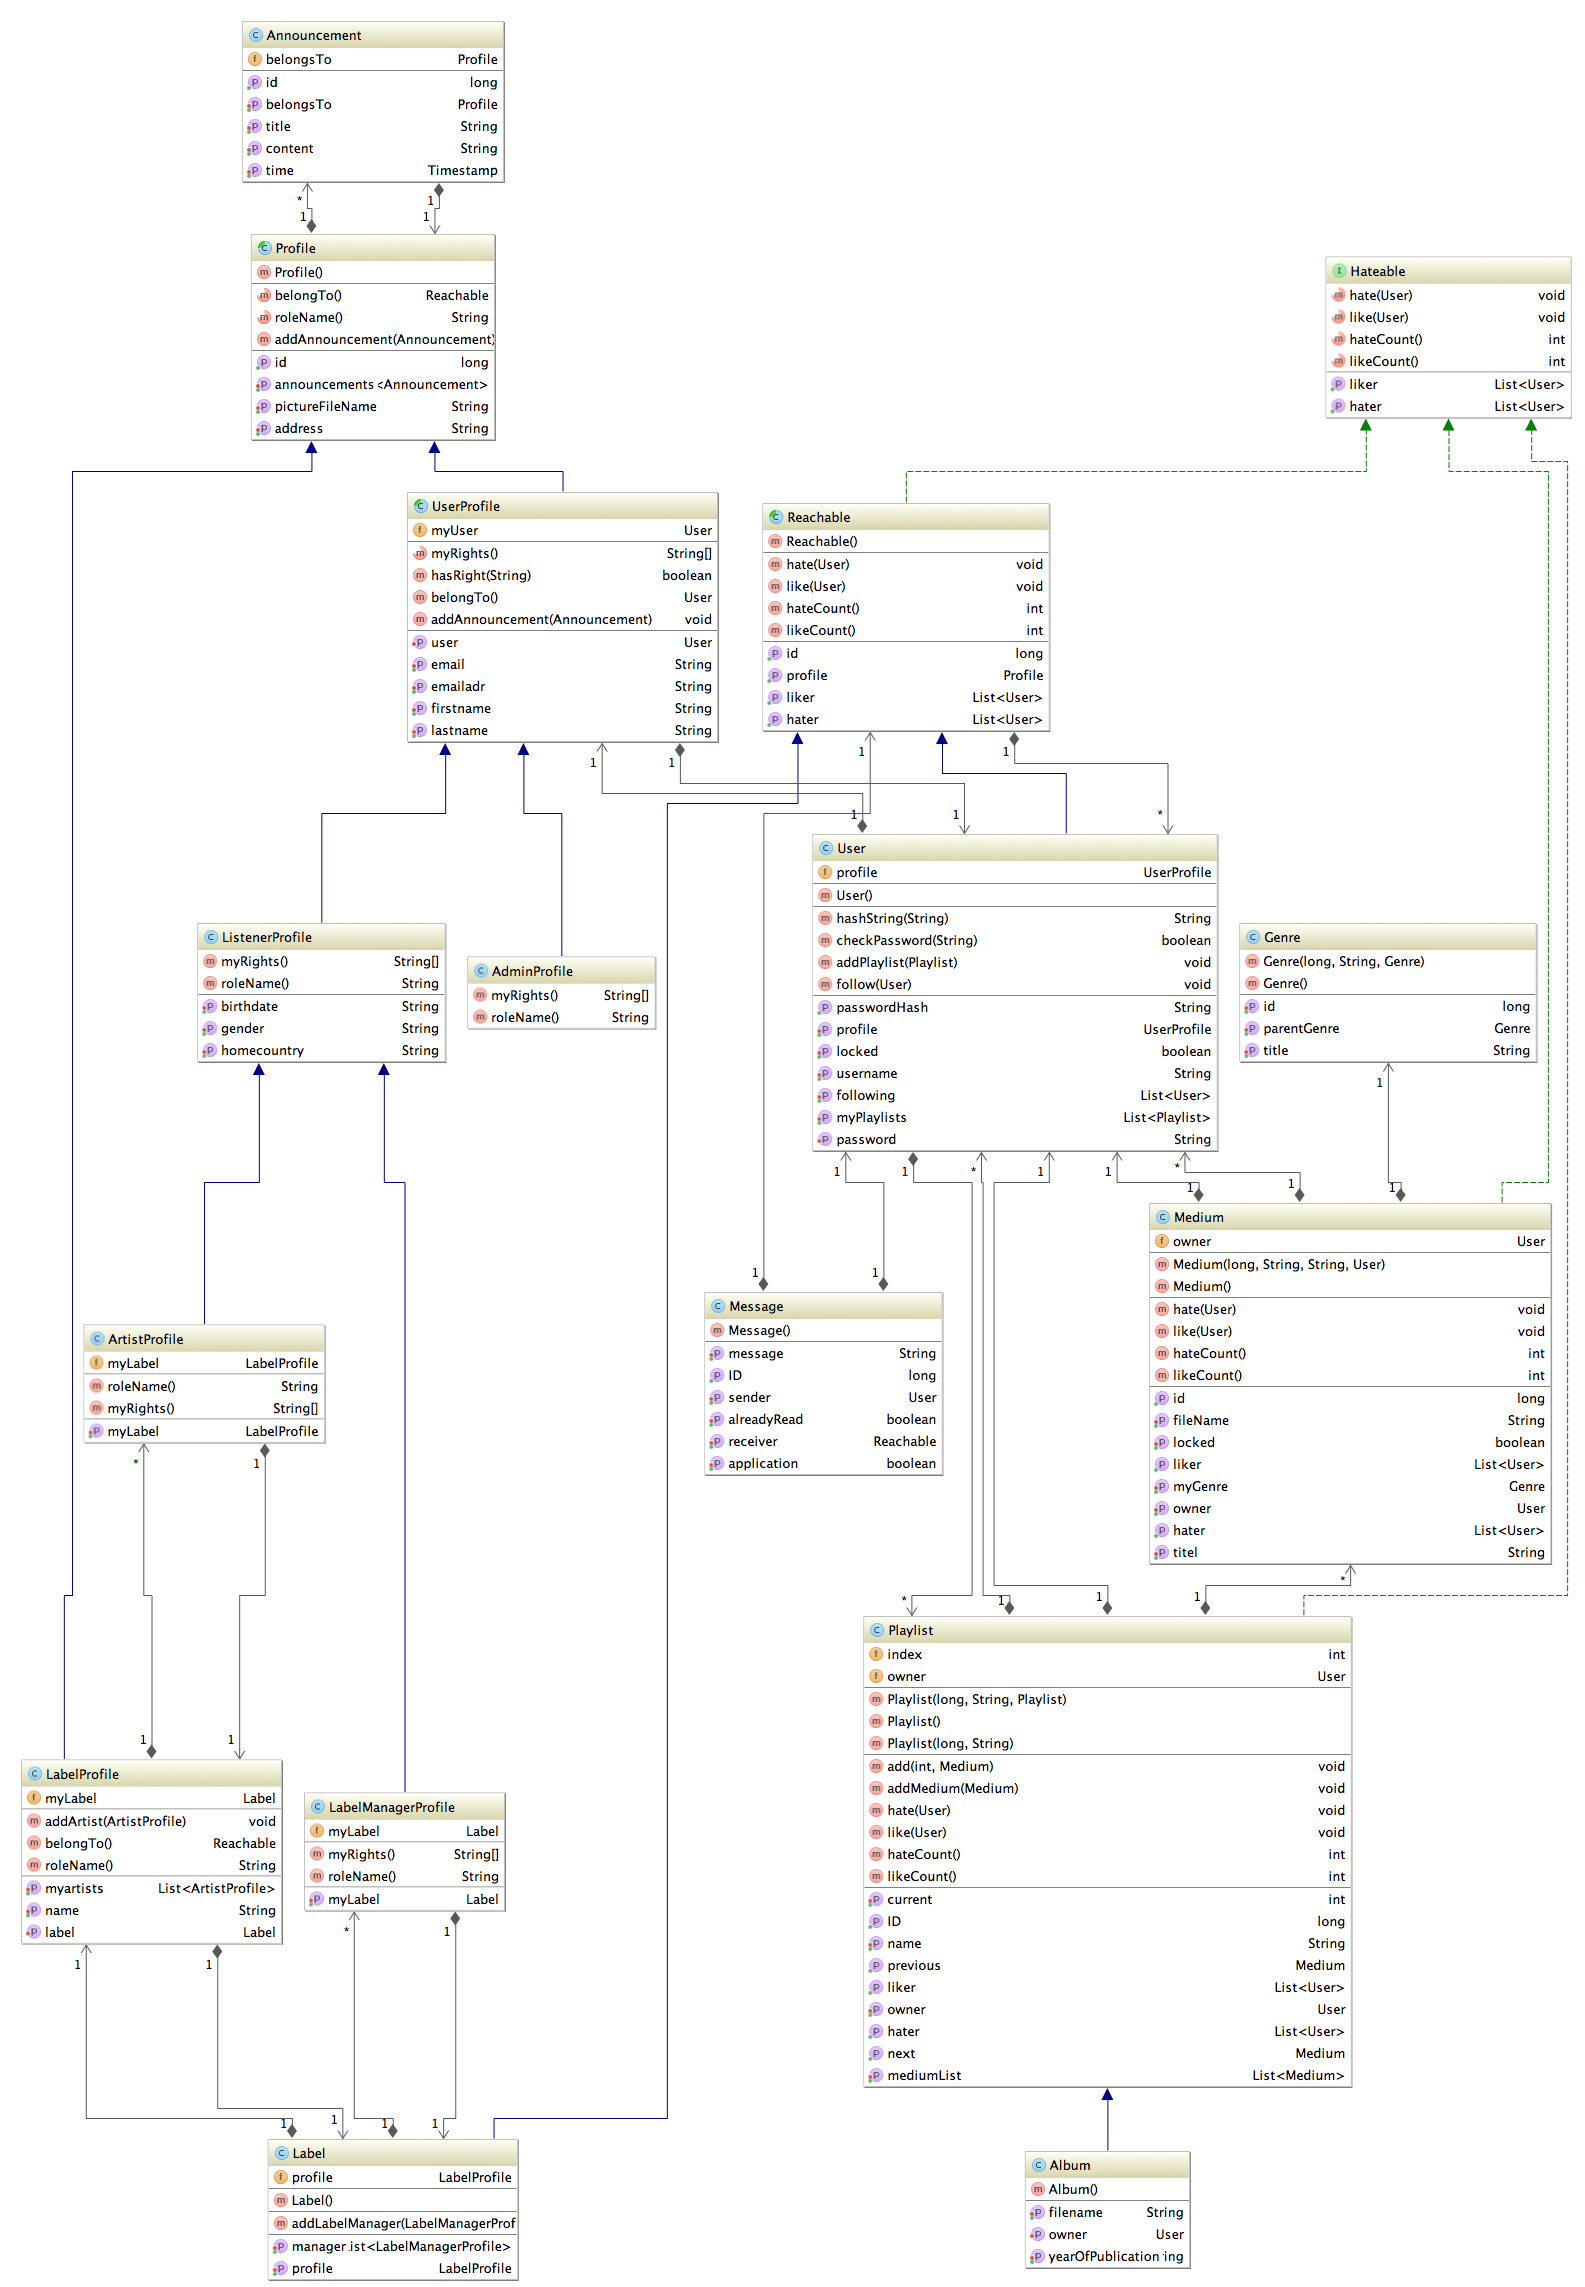 Announcement
belongsTo Profile
id long
belongsTo Profile
title String
content String
time Timestamp
* 1
1 1
Profile
Profile()
belongTo() Reachable
roleName() String
addAnnouncement(Announcement)
id long
announcements <Announcement>
pictureFileName String
address String
Hateable
hate(User) void
like(User) void
hateCount() int
likeCount() int
liker List<User>
hater List<User>
UserProfile
myUser User
myRights() String[]
hasRight(String) boolean
belongTo() User
addAnnouncement(Announcement) void
user User
email String
emailadr String
firstname String
lastname String
Reachable
Reachable()
hate(User) void
like(User) void
hateCount() int
likeCount() int
id long
profile Profile
liker List<User>
hater List<User>
1 1 1 1
1 1 *
User
profile UserProfile
User()
hashString(String) String
checkPassword(String) boolean
addPlaylist(Playlist) void
follow(User) void
passwordHash String
profile UserProfile
locked boolean
username String
following List<User>
myPlaylists List<Playlist>
password String
ListenerProfile
myRights() String[]
roleName() String
birthdate String
gender String
homecountry String
AdminProfile
myRights() String[]
roleName() String
Genre
Genre(long, String, Genre)
Genre()
id long
parentGenre Genre
title String
1
1 1 * 1 1 *
1 1 1
Medium
owner User
Medium(long, String, String, User)
Medium()
hate(User) void
like(User) void
hateCount() int
likeCount() int
id long
fileName String
locked boolean
liker List<User>
myGenre Genre
owner User
hater List<User>
titel String
1 1
Message
Message()
message String
ID long
sender User
alreadyRead boolean
receiver Reachable
application boolean
ArtistProfile
myLabel LabelProfile
roleName() String
myRights() String[]
myLabel LabelProfile
* 1
1 1
* 1 1 1 *
Playlist
index int
owner User
Playlist(long, String, Playlist)
Playlist()
Playlist(long, String)
add(int, Medium) void
addMedium(Medium) void
hate(User) void
like(User) void
hateCount() int
likeCount() int
current int
ID long
name String
previous Medium
liker List<User>
owner User
hater List<User>
next Medium
mediumList List<Medium>
LabelProfile
myLabel Label
addArtist(ArtistProfile) void
belongTo() Reachable
roleName() String
myartists List<ArtistProfile>
name String
label Label
LabelManagerProfile
myLabel Label
myRights() String[]
roleName() String
myLabel Label
1 1 * 1
1 1 1 1
Label
profile LabelProfile
Label()
addLabelManager(LabelManagerProf
manager ist<LabelManagerProfile>
profile LabelProfile
Album
Album()
filename String
owner User
yearOfPublication ing